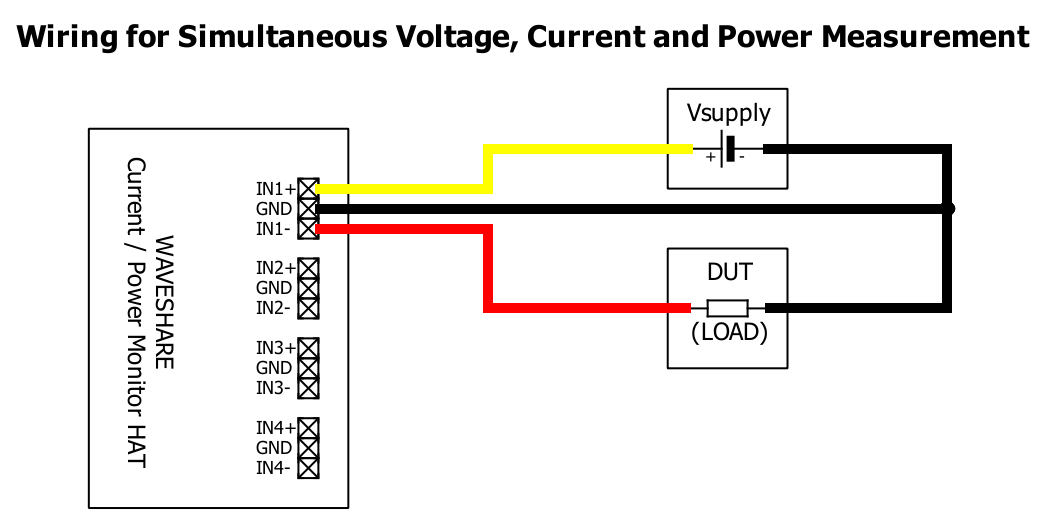 Wiring for Simultaneous Voltage, Current and Power Measurement
WAVESHARE
Current / Power Monitor HAT
IN1+
GND
IN1-
IN2+
GND
IN2-
IN3+
GND
IN3-
IN4+
GND
IN4-
Vsupply
+ -
DUT
(LOAD)